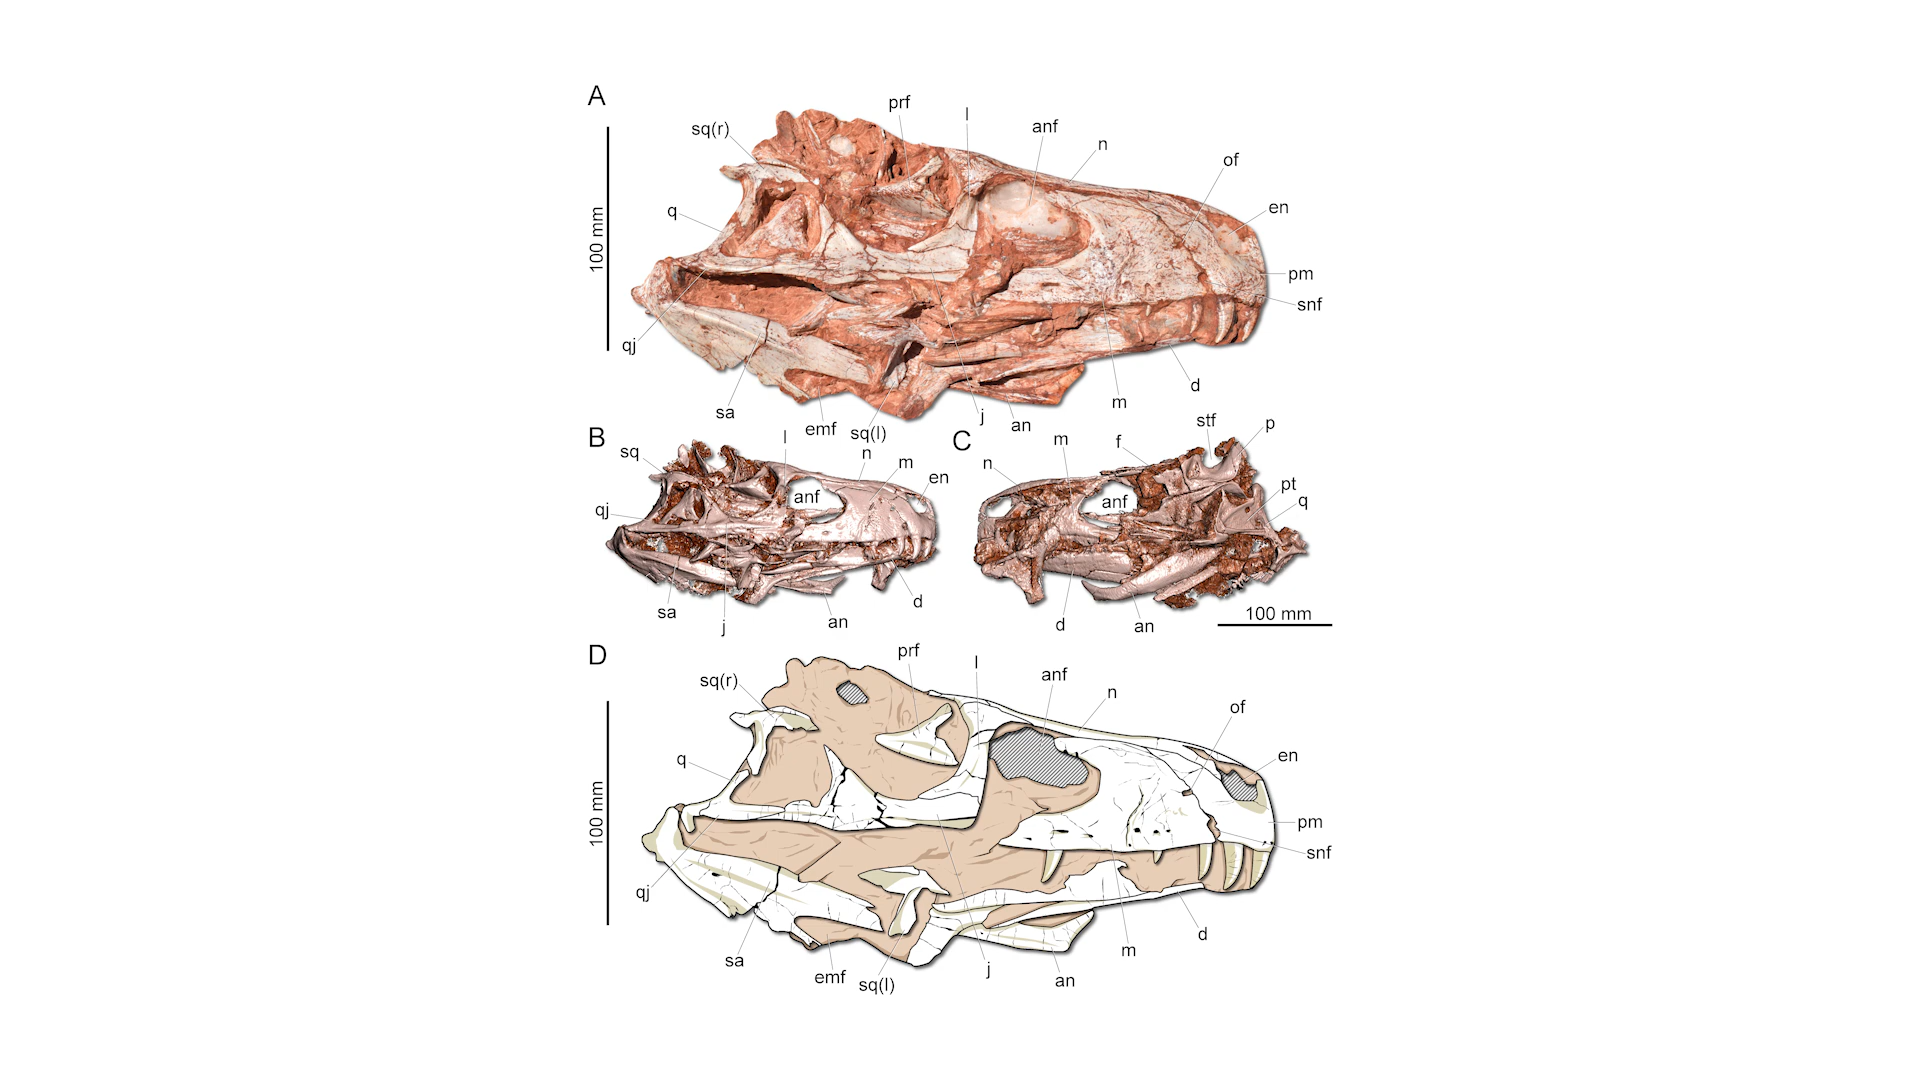 A
prf
l
anf
n
of
en
pm
snf
sq(r)
q
100 mm
qj
sa
emf
sq(l)
j
an
m
d
B
sq
qj
l
anf
n
m
en
sa
j
an
d
C
n
m
f
anf
stf
p
pt
q
d
an
100 mm
D
prf
l
anf
n
of
en
pm
snf
sq(r)
q
100 mm
qj
sa
emf
sq(l)
j
an
m
d